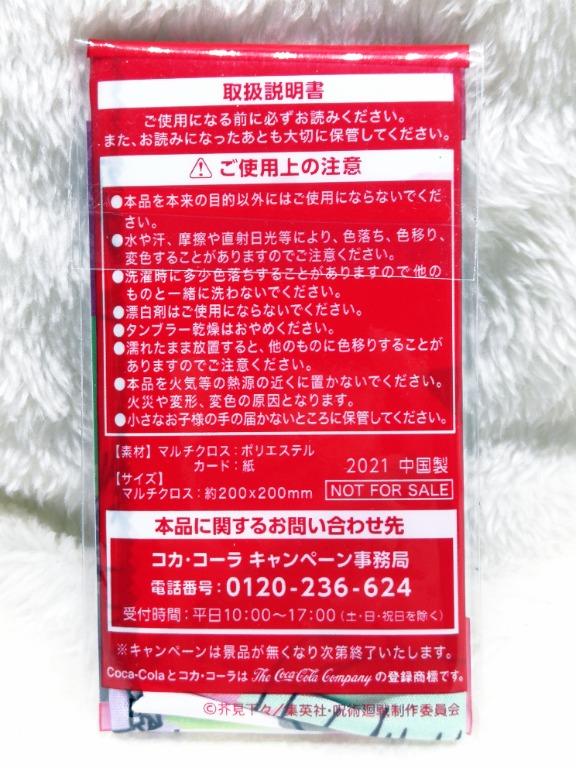 取扱説明書
ご使用になる前に必ずお読みください。
また、お読みになったあとも大切に保管してください。
ご使用上の注意
●本品を本来の目的以外にはご使用にならないでくだ
さい。
●水や汗、摩擦や直射日光等により、色落ち、色移り、
変色することがありますのでご注意ください。
●洗濯時に多少色落ちすることがありますので他の
ものと一緒に洗わないでください。
●漂白剤はご使用にならないでください。
●タンブラー乾燥はおやめください。
●濡れたまま放置すると、他のものに色移りすることが
ありますのでご注意ください。
●本品を火気等の熱源の近くに置かないでください。
火災や変形、変色の原因となります。
●小さなお子様の手の届かないところに保管してください。
【素材】マルチクロス:ポリエステル
カード:紙
【サイズ】
マルチクロス:約200×200mm
2021 中国製
NOT FOR SALE
本品に関するお問い合わせ先
コカ・コーラ キャンペーン事務局
電話番号:0120-236-624
受付時間:平日10:00~17:00(土・日・祝日を除く)
※キャンペーンは景品が無くなり次第終了いたします。
Coca-Colaとコカ・コーラは The Coca-Cola Company の登録商標です。
©芥見下々/集英社・呪術廻戦製作委員会